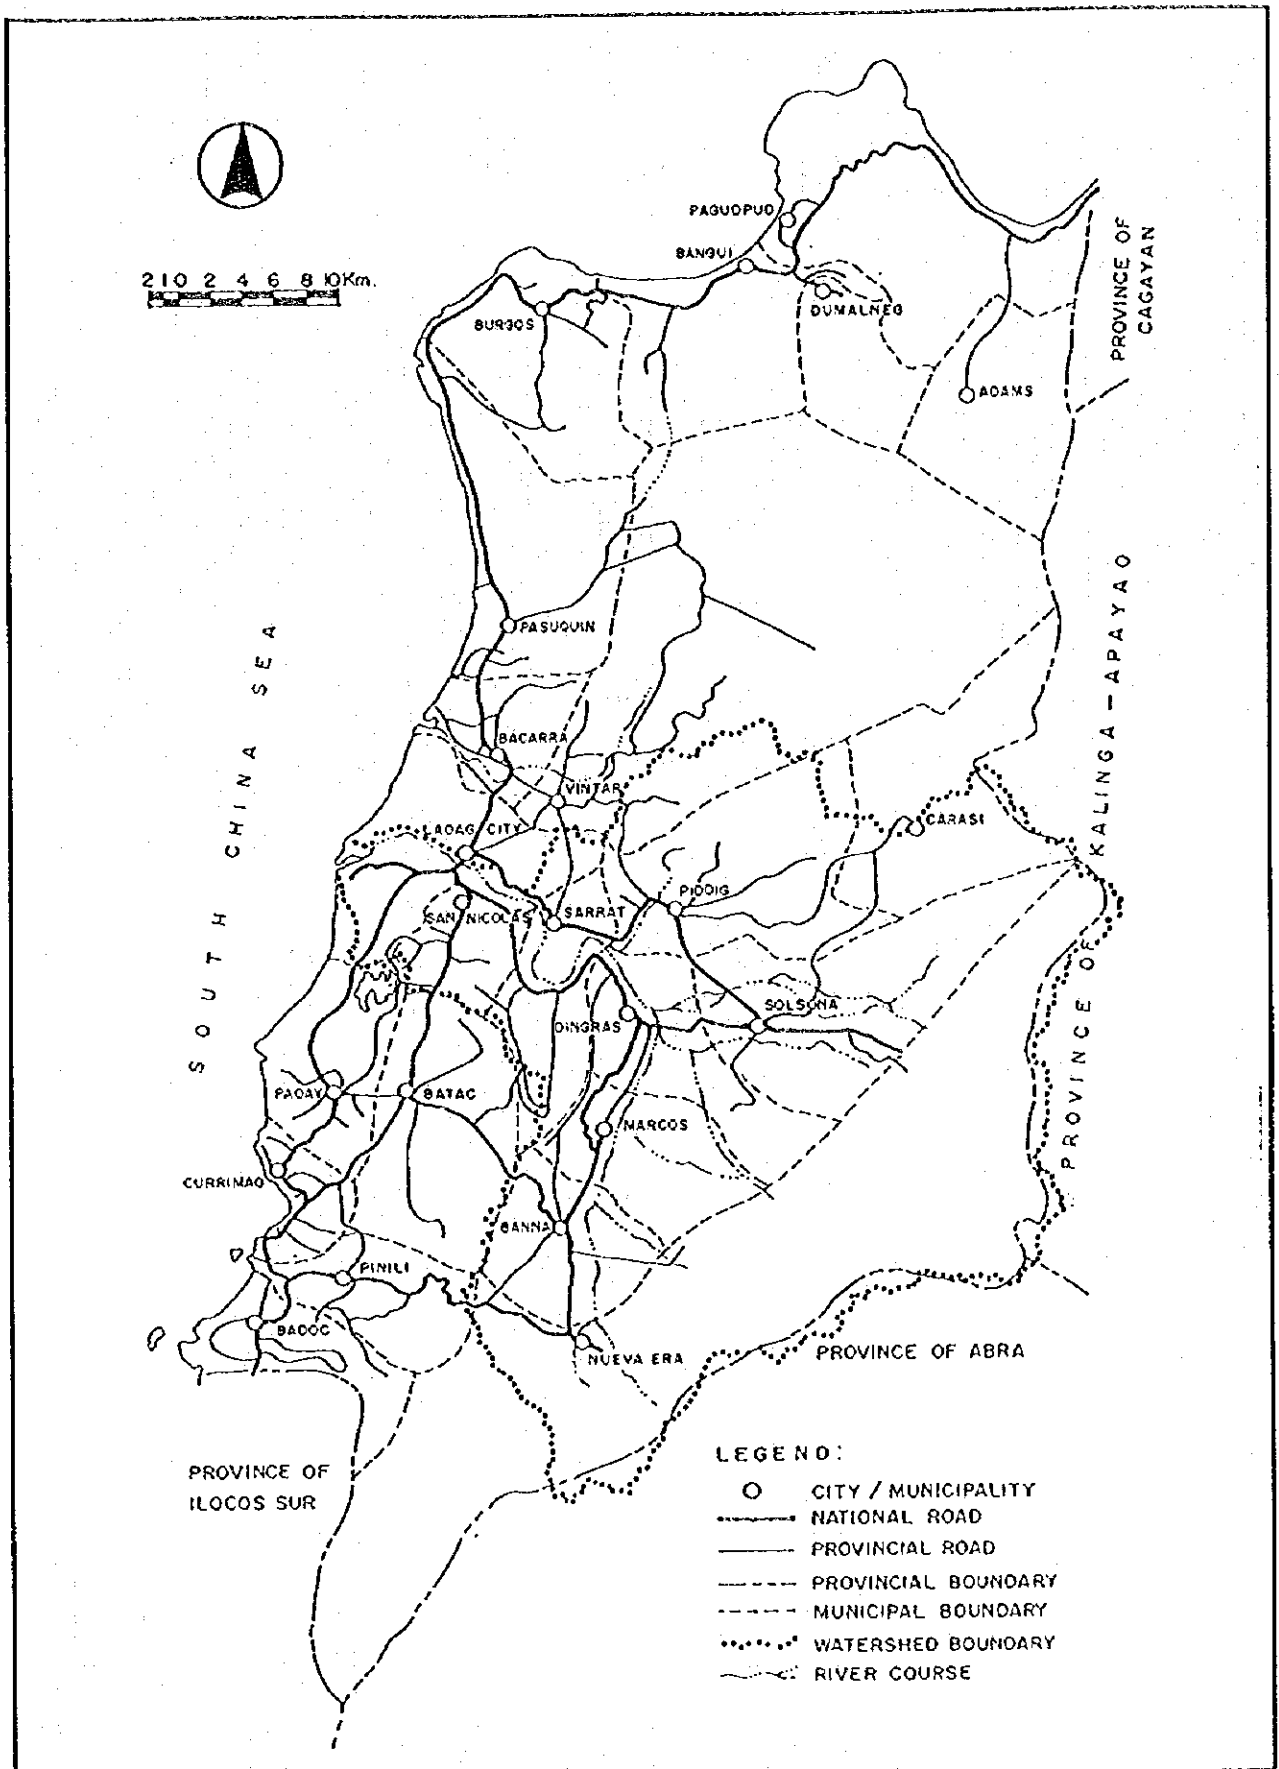 PAGUDPUD
BANGUI
PROVINCE OF
CAGAYAN
2 1 0 2 4 6 8 10Km.
DUMALNEG
BURGOS
ADAMS
PASUQUIN
SOUTH CHINA SEA
PROVINCE OF KALINGA-APAYAO
BACARRA
VINTAR
CARASI
LAOAG CITY
PIDDIG
SAN NICOLAS
SARRAT
SOLSONA
DINGRAS
PAOAY
BATAC
MARCOS
CURRIMAO
BANNA
PINILI
BADOC
NUEVA ERA
PROVINCE OF ABRA
PROVINCE OF
ILOCOS SUR
LEGEND:
CITY / MUNICIPALITY
NATIONAL ROAD
PROVINCIAL ROAD
PROVINCIAL BOUNDARY
MUNICIPAL BOUNDARY
WATERSHED BOUNDARY
RIVER COURSE